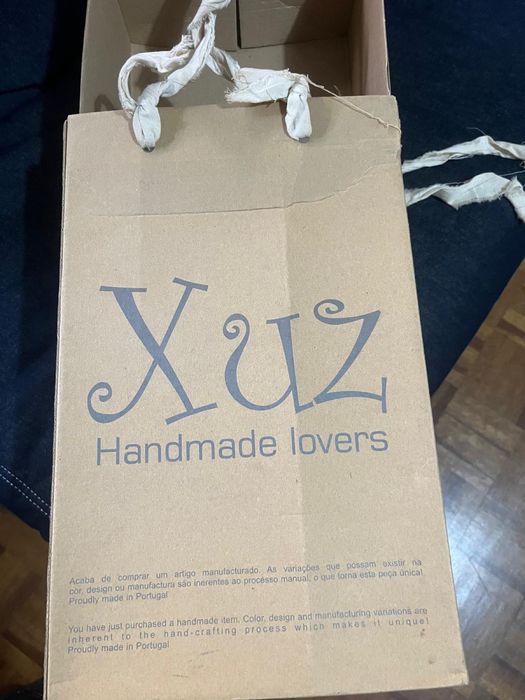 Xuz
Handmade lovers
Acaba de comprar um artigo manufacturado. As variações que possam existir na
cor, design ou manufactura são inerentes ao processo manual, o que torna esta peça única!
Proudly made in Portugal
You have just purchased a handmade item. Color, design and manufacturing variations are
inherent to the hand-crafting process which makes it unique!
Proudly made in Portugal